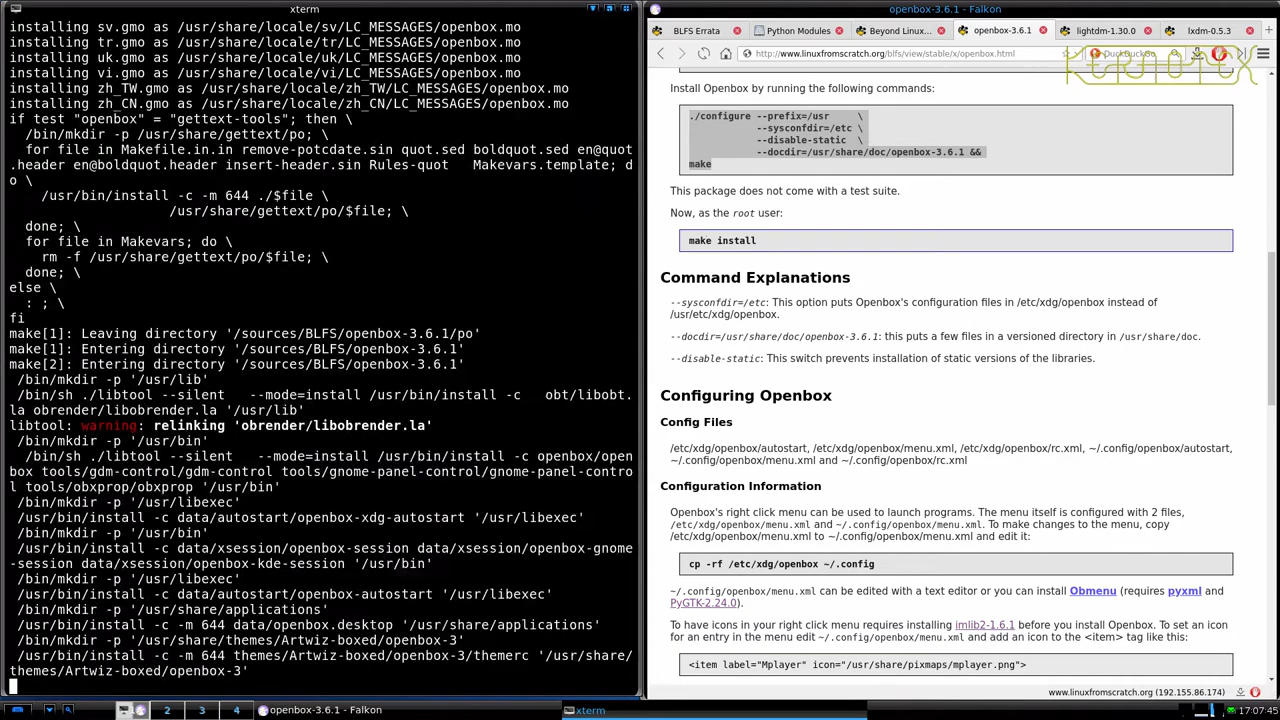 xterm
installing sv.gmo as /usr/share/locale/sv/LC_MESSAGES/openbox.mo
installing tr.gmo as /usr/share/locale/tr/LC_MESSAGES/openbox.mo
installing uk.gmo as /usr/share/locale/uk/LC_MESSAGES/openbox.mo
installing vi.gmo as /usr/share/locale/vi/LC_MESSAGES/openbox.mo
installing zh_TW.gmo as /usr/share/locale/zh_TW/LC_MESSAGES/openbox.mo
installing zh_CN.gmo as /usr/share/locale/zh_CN/LC_MESSAGES/openbox.mo
if test "openbox" = "gettext-tools"; then \
/bin/mkdir -p /usr/share/gettext/po; \
for file in Makefile.in.in remove-potcdate.sin quot.sed boldquot.sed en@quot
.header en@boldquot.header insert-header.sin Rules-quot   Makevars.template; d
o \
/usr/bin/install -c -m 644 ./$file \
/usr/share/gettext/po/$file; \
done; \
for file in Makevars; do \
rm -f /usr/share/gettext/po/$file; \
done; \
else \
: ; \
fi
make[1]: Leaving directory '/sources/BLFS/openbox-3.6.1/po'
make[1]: Entering directory '/sources/BLFS/openbox-3.6.1'
make[2]: Entering directory '/sources/BLFS/openbox-3.6.1'
/bin/mkdir -p '/usr/lib'
/bin/sh ./libtool --silent   --mode=install /usr/bin/install -c   obt/libobt.
la obrender/libobrender.la '/usr/lib'
libtool: warning: relinking 'obrender/libobrender.la'
/bin/mkdir -p '/usr/bin'
/bin/sh ./libtool --silent   --mode=install /usr/bin/install -c openbox/open
box tools/gdm-control/gdm-control tools/gnome-panel-control/gnome-panel-contro
l tools/obxprop/obxprop '/usr/bin'
/bin/mkdir -p '/usr/libexec'
/usr/bin/install -c data/autostart/openbox-xdg-autostart '/usr/libexec'
/bin/mkdir -p '/usr/bin'
/usr/bin/install -c data/xsession/openbox-session data/xsession/openbox-gnome
-session data/xsession/openbox-kde-session '/usr/bin'
/bin/mkdir -p '/usr/libexec'
/usr/bin/install -c data/autostart/openbox-autostart '/usr/libexec'
/bin/mkdir -p '/usr/share/applications'
/usr/bin/install -c -m 644 data/openbox.desktop '/usr/share/applications'
/bin/mkdir -p '/usr/share/themes/Artwiz-boxed/openbox-3'
/usr/bin/install -c -m 644 themes/Artwiz-boxed/openbox-3/themerc '/usr/share/
themes/Artwiz-boxed/openbox-3'
openbox-3.6.1 - Falkon
BLFS Errata
Python Modules
Beyond Linux...
openbox-3.6.1
lightdm-1.30.0
lxdm-0.5.3
http://www.linuxfromscratch.org/blfs/view/stable/x/openbox.html
DuckDuckGo
KERNOTEX
Install Openbox by running the following commands:
./configure --prefix=/usr     \
--sysconfdir=/etc \
--disable-static  \
--docdir=/usr/share/doc/openbox-3.6.1 &&
make
This package does not come with a test suite.
Now, as the root user:
make install
Command Explanations
--sysconfdir=/etc: This option puts Openbox's configuration files in /etc/xdg/openbox instead of
/usr/etc/xdg/openbox.
--docdir=/usr/share/doc/openbox-3.6.1: this puts a few files in a versioned directory in /usr/share/doc.
--disable-static: This switch prevents installation of static versions of the libraries.
Configuring Openbox
Config Files
/etc/xdg/openbox/autostart, /etc/xdg/openbox/menu.xml, /etc/xdg/openbox/rc.xml, ~/.config/openbox/autostart,
~/.config/openbox/menu.xml and ~/.config/openbox/rc.xml
Configuration Information
Openbox's right click menu can be used to launch programs. The menu itself is configured with 2 files,
/etc/xdg/openbox/menu.xml and ~/.config/openbox/menu.xml. To make changes to the menu, copy
/etc/xdg/openbox/menu.xml to ~/.config/openbox/menu.xml and edit it:
cp -rf /etc/xdg/openbox ~/.config
~/.config/openbox/menu.xml can be edited with a text editor or you can install Obmenu (requires pyxml and
PyGTK-2.24.0).
To have icons in your right click menu requires installing imlib2-1.6.1 before you install Openbox. To set an icon
for an entry in the menu edit ~/.config/openbox/menu.xml and add an icon to the <item> tag like this:
<item label="Mplayer" icon="/usr/share/pixmaps/mplayer.png">
www.linuxfromscratch.org (192.155.86.174)
2
3
4
openbox-3.6.1 - Falkon
xterm
17:07:45